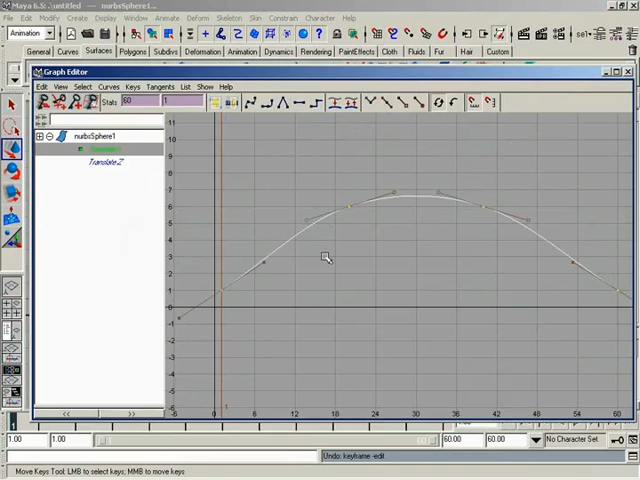 Maya 6.5: .\untitled --- nurbsSphere1...
File Edit Modify Create Display Window Animate Deform Skeleton Skin Constrain Character Help
Animation
sel
General Curves Surfaces Polygons Subdivs Deformation Animation Dynamics Rendering PaintEffects Cloth Fluids Fur Hair Custom
Graph Editor
Edit View Select Curves Keys Tangents List Show Help
Stats 60 1
nurbsSphere1
Translate Z
11
10
9
8
7
6
5
4
3
2
1
0
-1
-2
-3
-4
-5
-6
1
0 6 12 18 24 30 36 42 48 54 60
<< >>
1.00 1.00 60.00 60.00 No Character Set
Undo: keyframe -edit
Move Keys Tool: LMB to select keys; MMB to move keys